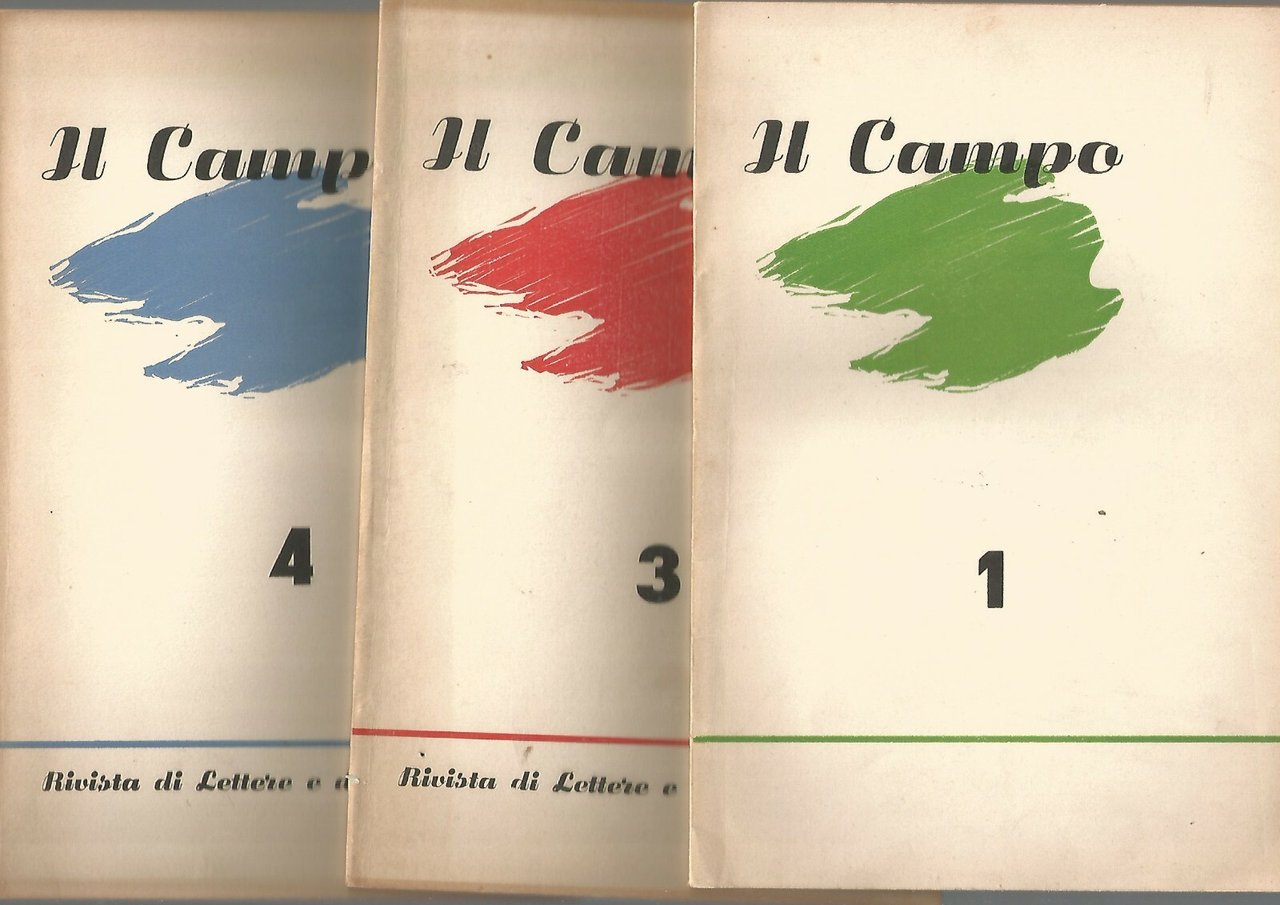 Il Camp
4
Rivista di Lettere e a
Il Cam
3
Rivista di Lettere e
Il Campo
1